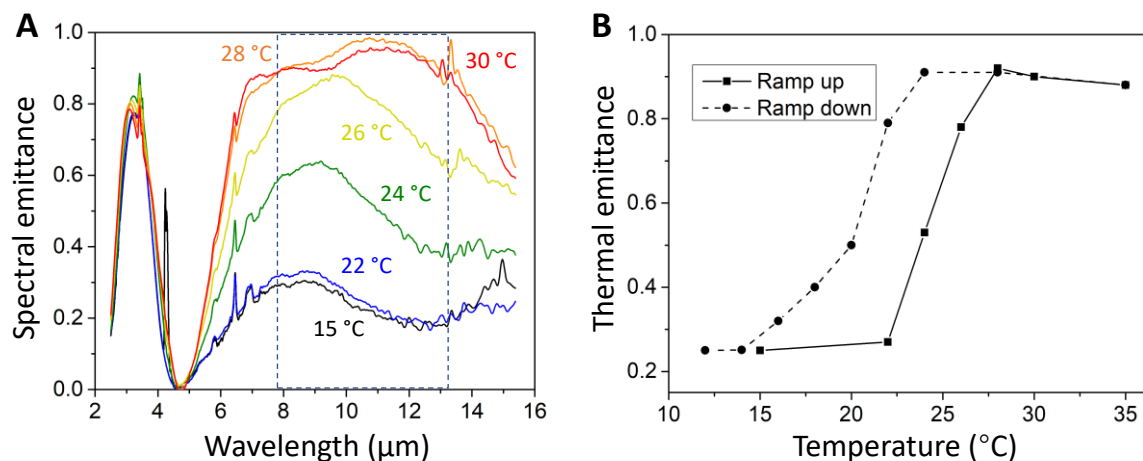 A
Spectral emittance
1.0
0.8
0.6
0.4
0.2
0.0
28 °C
30 °C
26 °C
24 °C
22 °C
15 °C
2 4 6 8 10 12 14 16
Wavelength (µm)
B
Thermal emittance
1.0
0.8
0.6
0.4
0.2
Ramp up
Ramp down
10 15 20 25 30 35
Temperature (°C)